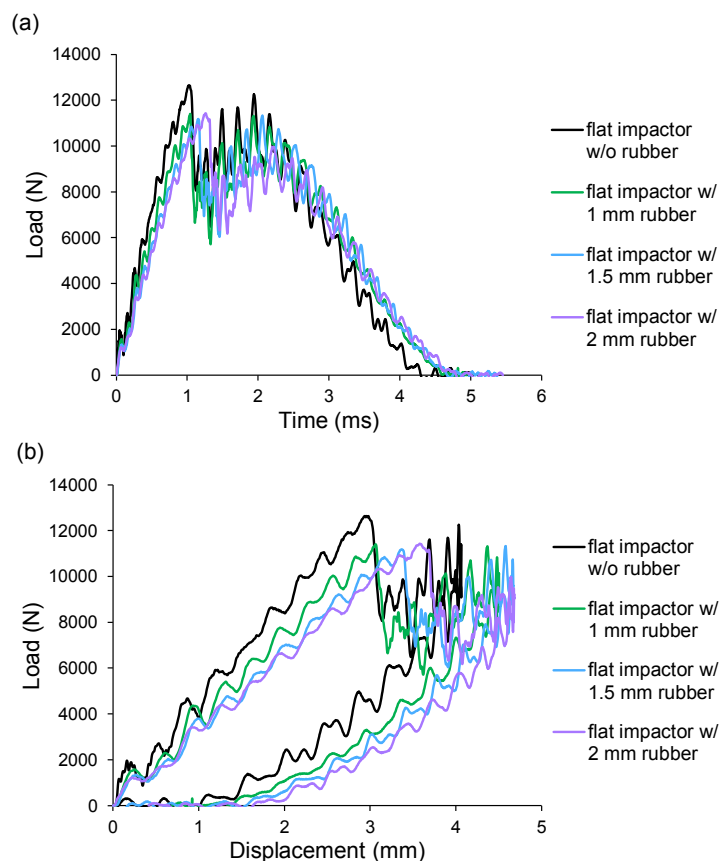 (a)
14000
12000
10000
8000
6000
4000
2000
0
Load (N)
0 1 2 3 4 5 6
Time (ms)
flat impactor
w/o rubber
flat impactor w/
1 mm rubber
flat impactor w/
1.5 mm rubber
flat impactor w/
2 mm rubber
(b)
14000
12000
10000
8000
6000
4000
2000
0
Load (N)
0 1 2 3 4 5
Displacement (mm)
flat impactor
w/o rubber
flat impactor w/
1 mm rubber
flat impactor w/
1.5 mm rubber
flat impactor w/
2 mm rubber